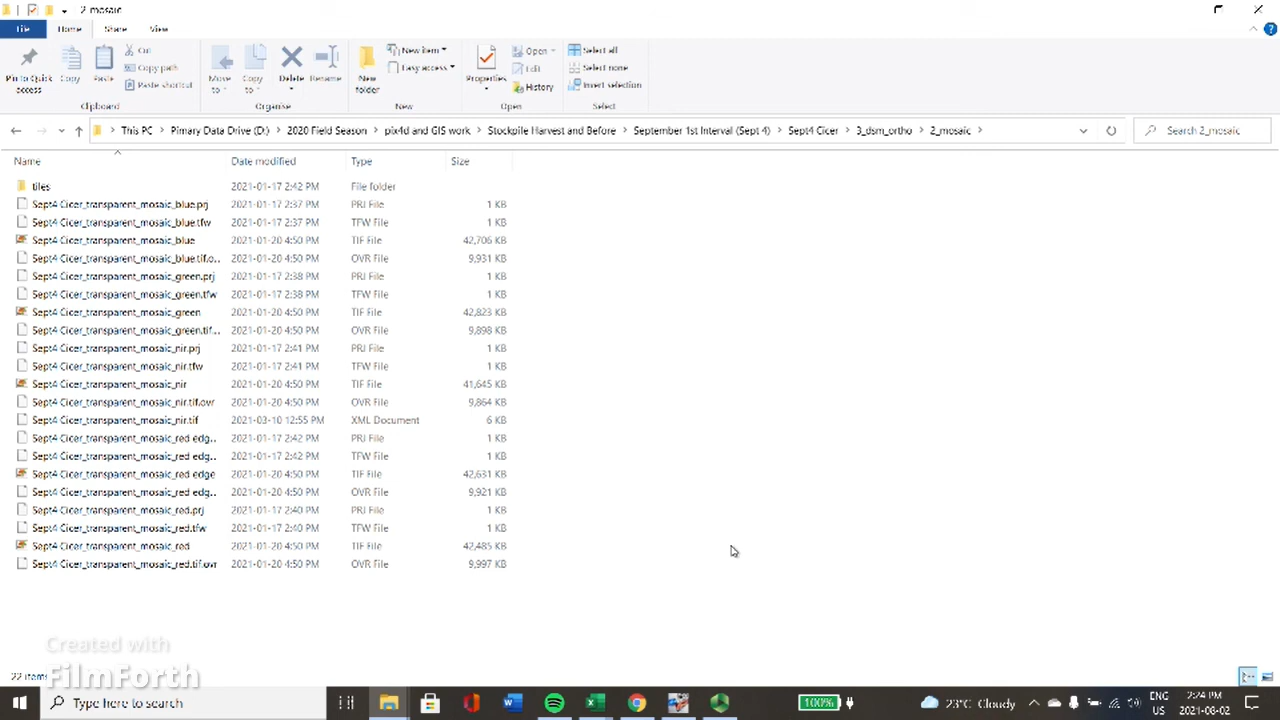 2_mosaic
File Home Share View
Pin to Quick access
Copy
Paste
Cut
Copy path
Paste shortcut
Clipboard
Move to
Copy to
Delete
Rename
Organise
New folder
New item
Easy access
New
Properties
Open
Edit
History
Open
Select all
Select none
Invert selection
Select
This PC > Pimary Data Drive (D:) > 2020 Field Season > pix4d and GIS work > Stockpile Harvest and Before > September 1st Interval (Sept 4) > Sept4 Cicer > 3_dsm_ortho > 2_mosaic >
Search 2_mosaic
Name Date modified Type Size
tiles 2021-01-17 2:42 PM File folder
Sept4 Cicer_transparent_mosaic_blue.prj 2021-01-17 2:37 PM PRJ File 1 KB
Sept4 Cicer_transparent_mosaic_blue.tfw 2021-01-17 2:37 PM TFW File 1 KB
Sept4 Cicer_transparent_mosaic_blue 2021-01-20 4:50 PM TIF File 42,706 KB
Sept4 Cicer_transparent_mosaic_blue.tif.o... 2021-01-20 4:50 PM OVR File 9,931 KB
Sept4 Cicer_transparent_mosaic_green.prj 2021-01-17 2:38 PM PRJ File 1 KB
Sept4 Cicer_transparent_mosaic_green.tfw 2021-01-17 2:38 PM TFW File 1 KB
Sept4 Cicer_transparent_mosaic_green 2021-01-20 4:50 PM TIF File 42,823 KB
Sept4 Cicer_transparent_mosaic_green.tif... 2021-01-20 4:50 PM OVR File 9,898 KB
Sept4 Cicer_transparent_mosaic_nir.prj 2021-01-17 2:41 PM PRJ File 1 KB
Sept4 Cicer_transparent_mosaic_nir.tfw 2021-01-17 2:41 PM TFW File 1 KB
Sept4 Cicer_transparent_mosaic_nir 2021-01-20 4:50 PM TIF File 41,645 KB
Sept4 Cicer_transparent_mosaic_nir.tif.ovr 2021-01-20 4:50 PM OVR File 9,864 KB
Sept4 Cicer_transparent_mosaic_nir.tif 2021-03-10 12:55 PM XML Document 6 KB
Sept4 Cicer_transparent_mosaic_red edg... 2021-01-17 2:42 PM PRJ File 1 KB
Sept4 Cicer_transparent_mosaic_red edg... 2021-01-17 2:42 PM TFW File 1 KB
Sept4 Cicer_transparent_mosaic_red edge 2021-01-20 4:50 PM TIF File 42,631 KB
Sept4 Cicer_transparent_mosaic_red edg... 2021-01-20 4:50 PM OVR File 9,921 KB
Sept4 Cicer_transparent_mosaic_red.prj 2021-01-17 2:40 PM PRJ File 1 KB
Sept4 Cicer_transparent_mosaic_red.tfw 2021-01-17 2:40 PM TFW File 1 KB
Sept4 Cicer_transparent_mosaic_red 2021-01-20 4:50 PM TIF File 42,485 KB
Sept4 Cicer_transparent_mosaic_red.tif.ovr 2021-01-20 4:50 PM OVR File 9,997 KB
Created with
FilmForth
22 items
Type here to search
100%
23°C Cloudy
ENG
US
2:24 PM
2021-08-02